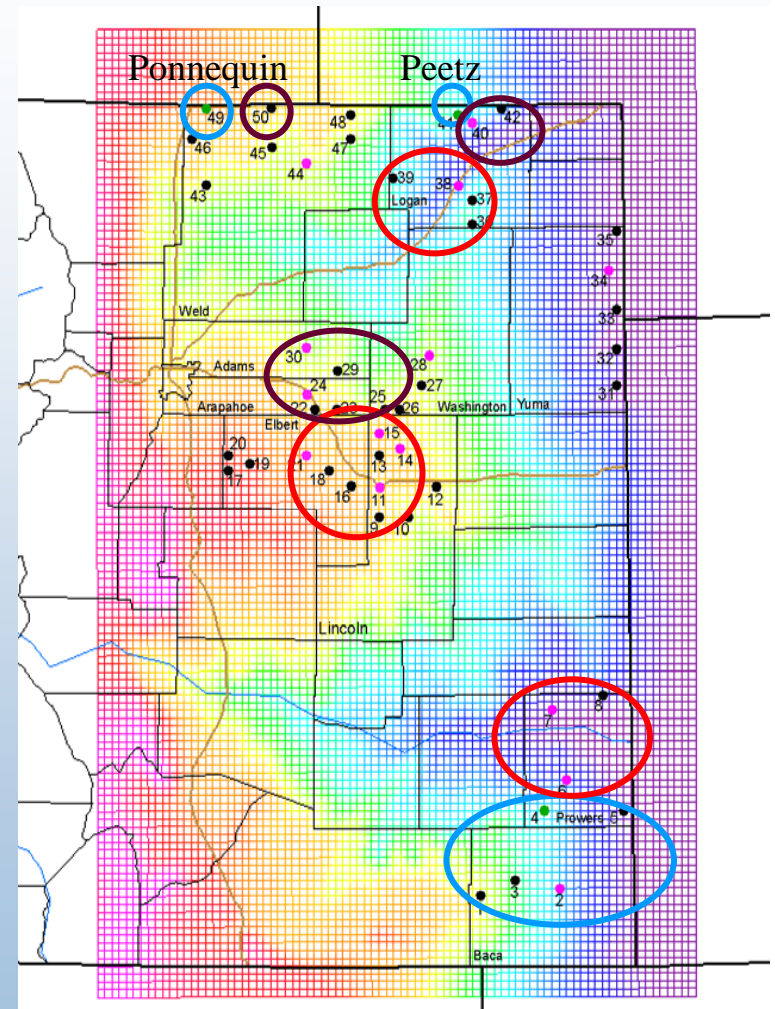 Ponnequin Peetz
49 50 48 41 42
40
46 45 47
44
43 39 38 37
Logan 36
35
34
Weld 33
30 28 32
Adams 29
24 27 31
Arapahoe 22 23 25 26 Washington Yuma
Elbert 15
20 14
19 13
17 18 16 11 12
9 10
Lincoln
8
7
6
4 Prowers 5
3 2
1
Baca